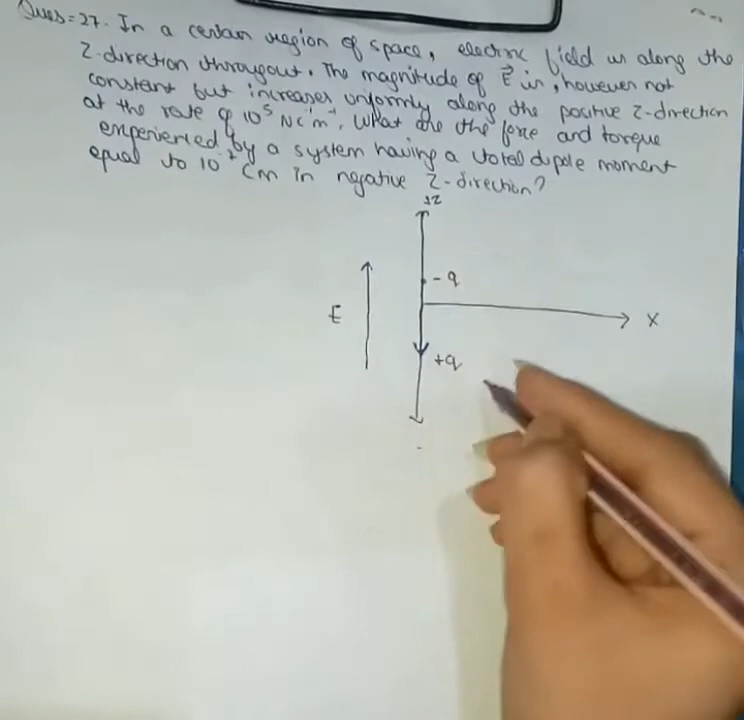 Ques=27. In a certain region of space, electric field is along the
Z-direction througout. The magnitude of E is, however not
constant but increases uniformly along the positive Z-direction
at the rate of 10⁵ NC⁻¹m⁻¹. What are the force and torque
experienced by a system having a total dipole moment
equal to 10⁻⁷ Cm in negative Z-direction?
-q
E
X
+q